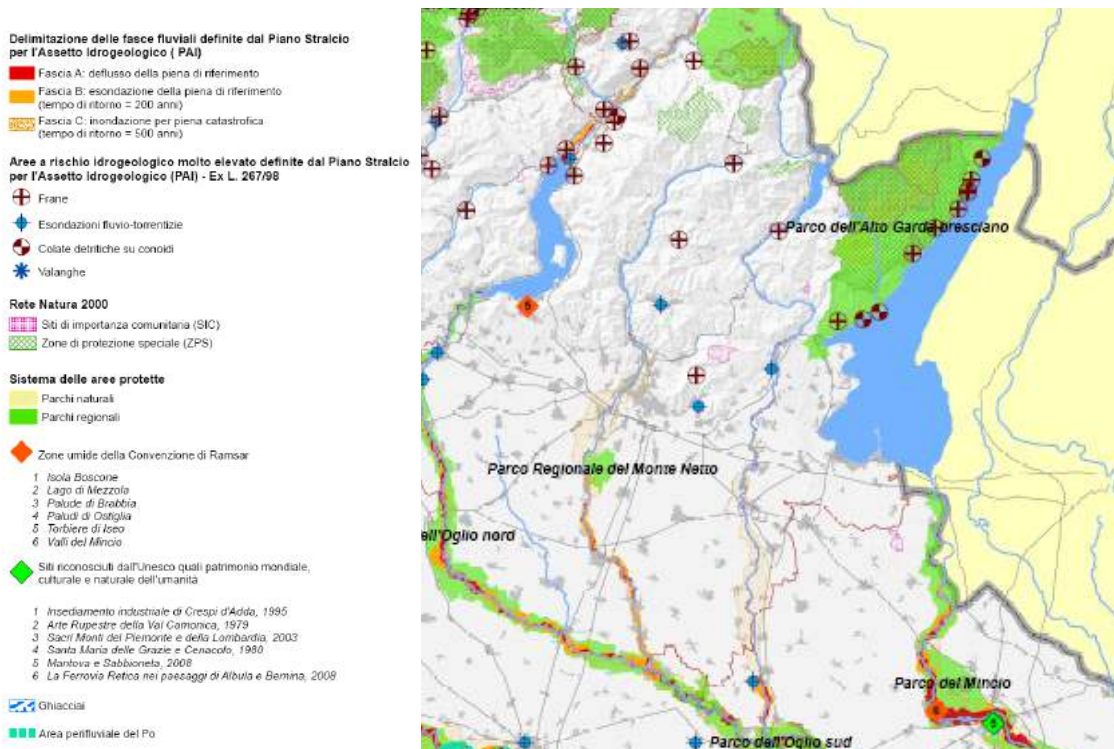 Delimitazione delle fasce fluviali definite dal Piano Stralcio
per l'Assetto Idrogeologico ( PAI)
Fascia A: deflusso della piena di riferimento
Fascia B: esondazione della piena di riferimento
(tempo di ritorno = 200 anni)
Fascia C: inondazione per piena catastrofica
(tempo di ritorno = 500 anni)
Aree a rischio idrogeologico molto elevato definite dal Piano Stralcio
per l'Assetto Idrogeologico (PAI) - Ex L. 267/98
Frane
Esondazioni fluvio-torrentizie
Colate detritiche su conoidi
Valanghe
Rete Natura 2000
Siti di importanza comunitaria (SIC)
Zone di protezione speciale (ZPS)
Sistema delle aree protette
Parchi naturali
Parchi regionali
Zone umide della Convenzione di Ramsar
1 Isola Boscone
2 Lago di Mezzola
3 Palude di Brabbia
4 Paludi di Ostiglia
5 Torbiere di Iseo
6 Valli del Mincio
Siti riconosciuti dall'Unesco quali patrimonio mondiale,
culturale e naturale dell'umanità
1 Insediamento industriale di Crespi d'Adda, 1995
2 Arte Rupestre della Val Camonica, 1979
3 Sacri Monti del Piemonte e della Lombardia, 2003
4 Santa Maria delle Grazie e Cenacolo, 1980
5 Mantova e Sabbioneta, 2008
6 La Ferrovia Retica nei paesaggi di Albula e Bernina, 2008
Ghiacciai
Area perifluviale del Po
Parco dell'Alto Garda bresciano
5
Parco Regionale del Monte Netto
ell'Oglio nord
Parco del Mincio
6
5
Parco dell'Oglio sud